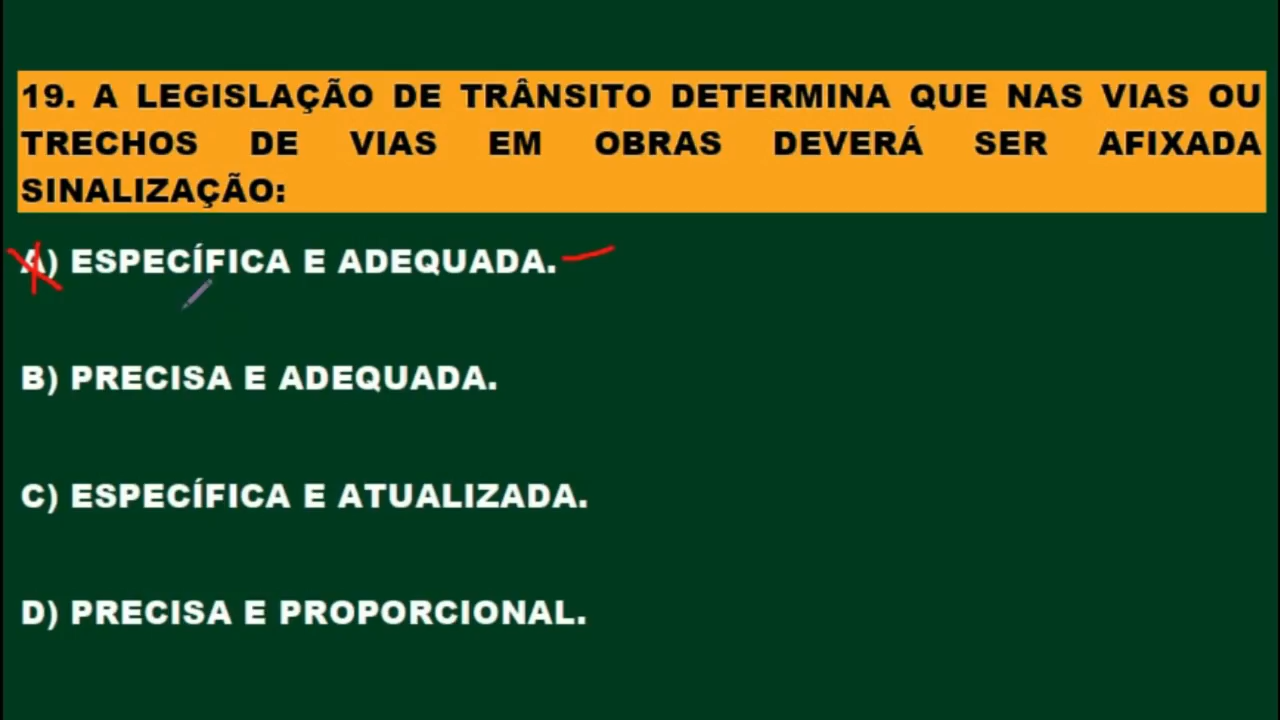 19. A LEGISLAÇÃO DE TRÂNSITO DETERMINA QUE NAS VIAS OU
TRECHOS DE VIAS EM OBRAS DEVERÁ SER AFIXADA
SINALIZAÇÃO:
A) ESPECÍFICA E ADEQUADA.
B) PRECISA E ADEQUADA.
C) ESPECÍFICA E ATUALIZADA.
D) PRECISA E PROPORCIONAL.